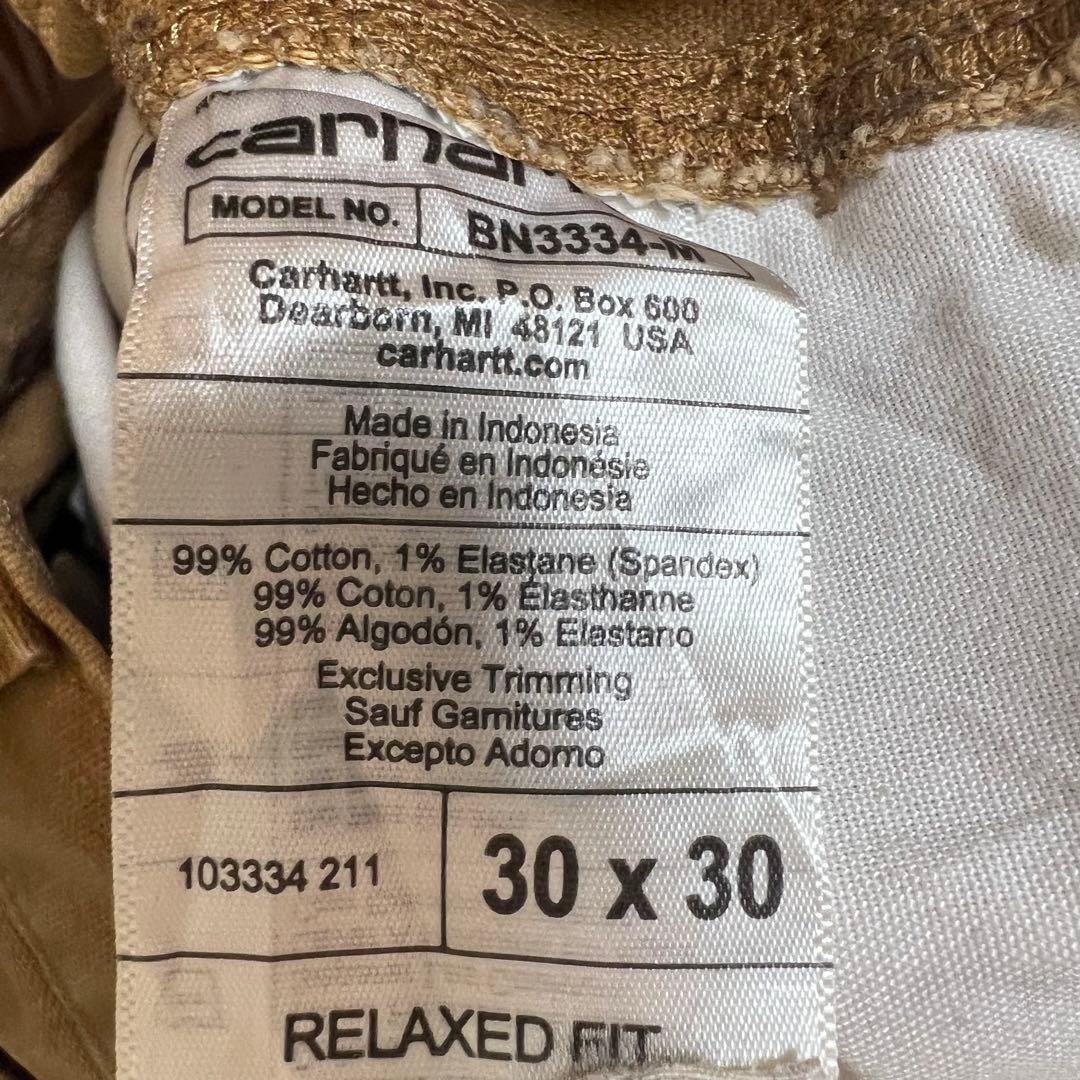 carhar
MODEL NO. BN3334-M
Carhartt, Inc. P.O. Box 600
Dearborn, MI 48121 USA
carhartt.com
Made in Indonesia
Fabriqué en Indonésie
Hecho en Indonesia
99% Cotton, 1% Elastane (Spandex)
99% Coton, 1% Élasthanne
99% Algodón, 1% Elastano
Exclusive Trimming
Sauf Garnitures
Excepto Adorno
103334 211 30 x 30
RELAXED FIT